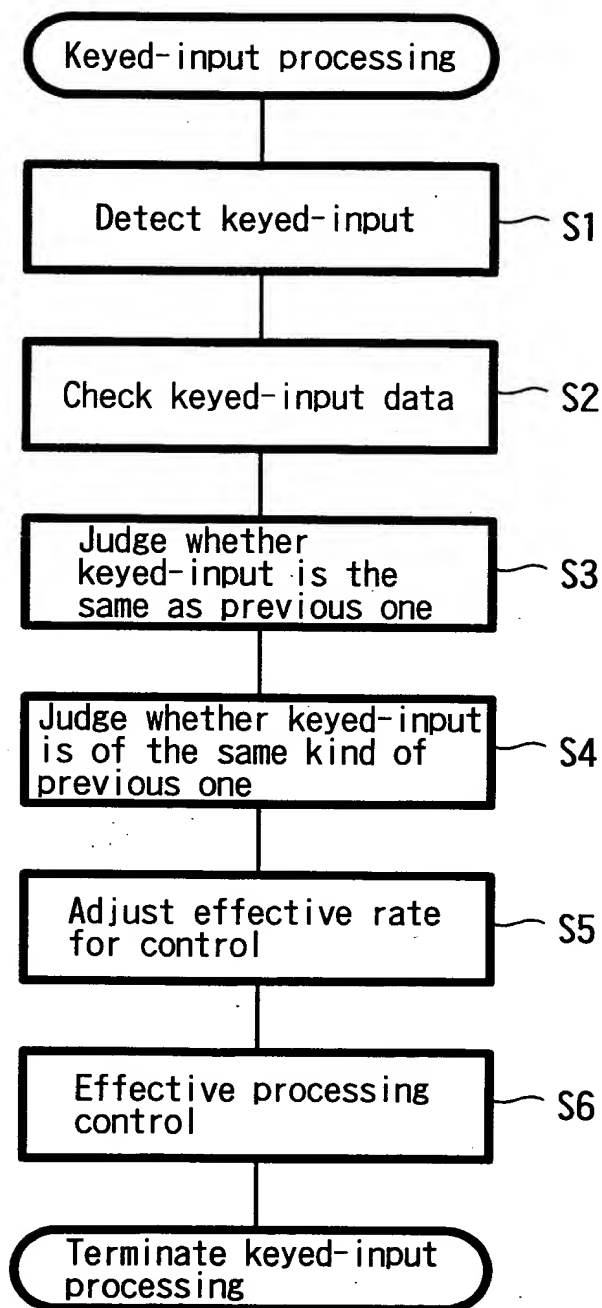 Keyed-input processing
Detect keyed-input
S1
Check keyed-input data
S2
Judge whether
keyed-input is the
same as previous one
S3
Judge whether keyed-input
is of the same kind of
previous one
S4
Adjust effective rate
for control
S5
Effective processing
control
S6
Terminate keyed-input
processing